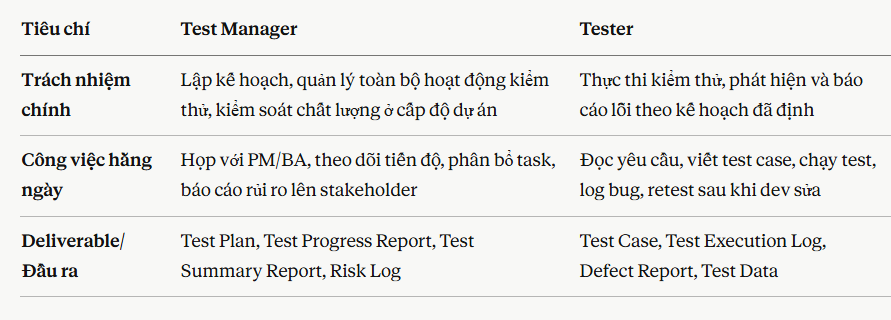 Tiêu chí Test Manager Tester
Trách nhiệm chính Lập kế hoạch, quản lý toàn bộ hoạt động kiểm thử, kiểm soát chất lượng ở cấp độ dự án Thực thi kiểm thử, phát hiện và báo cáo lỗi theo kế hoạch đã định
Công việc hằng ngày Họp với PM/BA, theo dõi tiến độ, phân bổ task, báo cáo rủi ro lên stakeholder Đọc yêu cầu, viết test case, chạy test, log bug, retest sau khi dev sửa
Deliverable/ Đầu ra Test Plan, Test Progress Report, Test Summary Report, Risk Log Test Case, Test Execution Log, Defect Report, Test Data